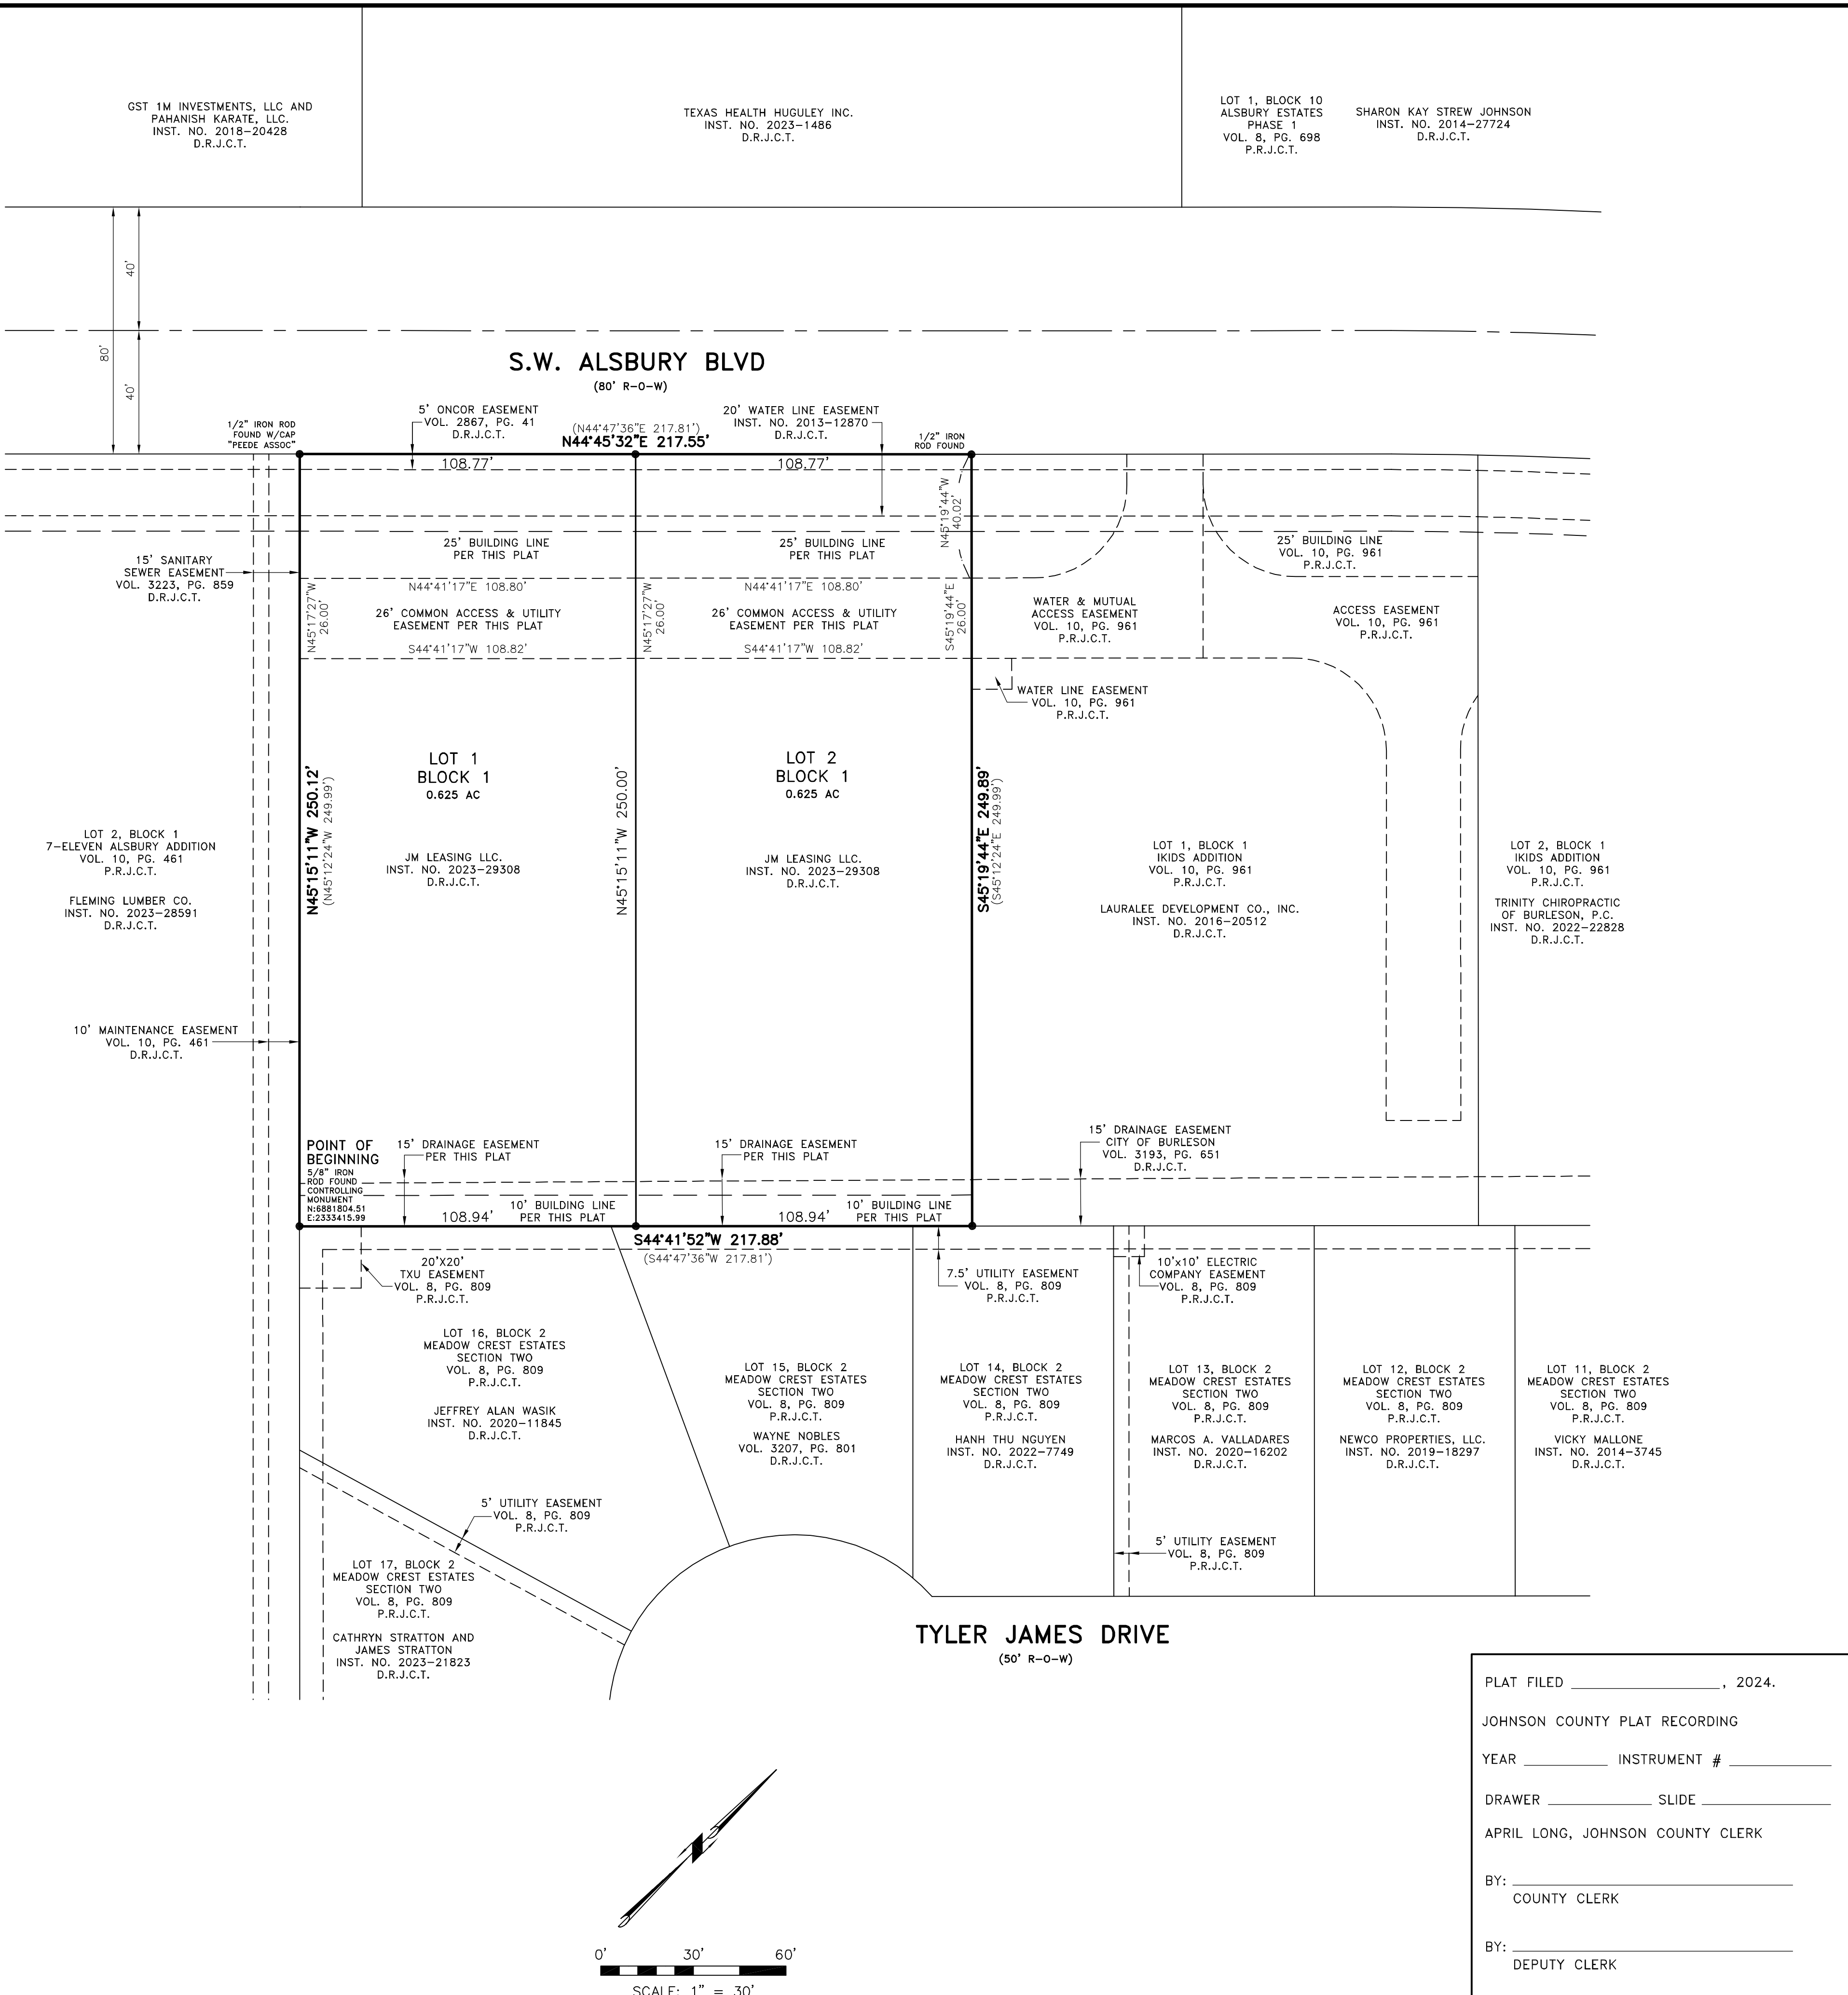 GST 1M INVESTMENTS, LLC AND
PAHANISH KARATE, LLC.
INST. NO. 2018-20428
D.R.J.C.T.
TEXAS HEALTH HUGULEY INC.
INST. NO. 2023-1486
D.R.J.C.T.
LOT 1, BLOCK 10
ALSBURY ESTATES
PHASE 1
VOL. 8, PG. 698
P.R.J.C.T.
SHARON KAY STREW JOHNSON
INST. NO. 2014-27724
D.R.J.C.T.
40'
80'
40'
S.W. ALSBURY BLVD
(80' R-O-W)
1/2" IRON ROD
FOUND W/CAP
"PEEDE ASSOC"
5' ONCOR EASEMENT
VOL. 2867, PG. 41
D.R.J.C.T.
(N44°47'36"E 217.81')
N44°45'32"E 217.55'
20' WATER LINE EASEMENT
INST. NO. 2013-12870
D.R.J.C.T.
1/2" IRON
ROD FOUND
108.77'
108.77'
N45°19'44"W
40.02'
25' BUILDING LINE
PER THIS PLAT
25' BUILDING LINE
PER THIS PLAT
25' BUILDING LINE
VOL. 10, PG. 961
P.R.J.C.T.
15' SANITARY
SEWER EASEMENT
VOL. 3223, PG. 859
D.R.J.C.T.
N45°17'27"W
26.00'
N44°41'17"E 108.80'
26' COMMON ACCESS & UTILITY
EASEMENT PER THIS PLAT
S44°41'17"W 108.82'
N45°17'27"W
26.00'
N44°41'17"E 108.80'
26' COMMON ACCESS & UTILITY
EASEMENT PER THIS PLAT
S44°41'17"W 108.82'
S45°19'44"E
26.00'
WATER & MUTUAL
ACCESS EASEMENT
VOL. 10, PG. 961
P.R.J.C.T.
ACCESS EASEMENT
VOL. 10, PG. 961
P.R.J.C.T.
WATER LINE EASEMENT
VOL. 10, PG. 961
P.R.J.C.T.
LOT 1
BLOCK 1
0.625 AC
LOT 2
BLOCK 1
0.625 AC
N45°15'11"W 250.12'
(N45°12'24"W 249.99')
N45°15'11"W 250.00'
S45°19'44"E 249.89'
(S45°12'24"E 249.99')
JM LEASING LLC.
INST. NO. 2023-29308
D.R.J.C.T.
JM LEASING LLC.
INST. NO. 2023-29308
D.R.J.C.T.
LOT 2, BLOCK 1
7-ELEVEN ALSBURY ADDITION
VOL. 10, PG. 461
P.R.J.C.T.
FLEMING LUMBER CO.
INST. NO. 2023-28591
D.R.J.C.T.
LOT 1, BLOCK 1
IKIDS ADDITION
VOL. 10, PG. 961
P.R.J.C.T.
LAURALEE DEVELOPMENT CO., INC.
INST. NO. 2016-20512
D.R.J.C.T.
LOT 2, BLOCK 1
IKIDS ADDITION
VOL. 10, PG. 961
P.R.J.C.T.
TRINITY CHIROPRACTIC
OF BURLESON, P.C.
INST. NO. 2022-22828
D.R.J.C.T.
10' MAINTENANCE EASEMENT
VOL. 10, PG. 461
D.R.J.C.T.
POINT OF
BEGINNING
5/8" IRON
ROD FOUND
CONTROLLING
MONUMENT
N:6881804.51
E:2333415.99
15' DRAINAGE EASEMENT
PER THIS PLAT
15' DRAINAGE EASEMENT
PER THIS PLAT
15' DRAINAGE EASEMENT
CITY OF BURLESON
VOL. 3193, PG. 651
D.R.J.C.T.
108.94'
10' BUILDING LINE
PER THIS PLAT
108.94'
10' BUILDING LINE
PER THIS PLAT
S44°41'52"W 217.88'
(S44°47'36"W 217.81')
20'X20'
TXU EASEMENT
VOL. 8, PG. 809
P.R.J.C.T.
7.5' UTILITY EASEMENT
VOL. 8, PG. 809
P.R.J.C.T.
10'x10' ELECTRIC
COMPANY EASEMENT
VOL. 8, PG. 809
P.R.J.C.T.
LOT 16, BLOCK 2
MEADOW CREST ESTATES
SECTION TWO
VOL. 8, PG. 809
P.R.J.C.T.
JEFFREY ALAN WASIK
INST. NO. 2020-11845
D.R.J.C.T.
LOT 15, BLOCK 2
MEADOW CREST ESTATES
SECTION TWO
VOL. 8, PG. 809
P.R.J.C.T.
WAYNE NOBLES
VOL. 3207, PG. 801
D.R.J.C.T.
LOT 14, BLOCK 2
MEADOW CREST ESTATES
SECTION TWO
VOL. 8, PG. 809
P.R.J.C.T.
HANH THU NGUYEN
INST. NO. 2022-7749
D.R.J.C.T.
LOT 13, BLOCK 2
MEADOW CREST ESTATES
SECTION TWO
VOL. 8, PG. 809
P.R.J.C.T.
MARCOS A. VALLADARES
INST. NO. 2020-16202
D.R.J.C.T.
LOT 12, BLOCK 2
MEADOW CREST ESTATES
SECTION TWO
VOL. 8, PG. 809
P.R.J.C.T.
NEWCO PROPERTIES, LLC.
INST. NO. 2019-18297
D.R.J.C.T.
LOT 11, BLOCK 2
MEADOW CREST ESTATES
SECTION TWO
VOL. 8, PG. 809
P.R.J.C.T.
VICKY MALLONE
INST. NO. 2014-3745
D.R.J.C.T.
5' UTILITY EASEMENT
VOL. 8, PG. 809
P.R.J.C.T.
5' UTILITY EASEMENT
VOL. 8, PG. 809
P.R.J.C.T.
LOT 17, BLOCK 2
MEADOW CREST ESTATES
SECTION TWO
VOL. 8, PG. 809
P.R.J.C.T.
CATHRYN STRATTON AND
JAMES STRATTON
INST. NO. 2023-21823
D.R.J.C.T.
TYLER JAMES DRIVE
(50' R-O-W)
PLAT FILED ________, 2024.
JOHNSON COUNTY PLAT RECORDING
YEAR ________ INSTRUMENT # ________
DRAWER ________ SLIDE ________
APRIL LONG, JOHNSON COUNTY CLERK
BY: ________
COUNTY CLERK
BY: ________
DEPUTY CLERK
0' 30' 60'
SCALE: 1" = 30'